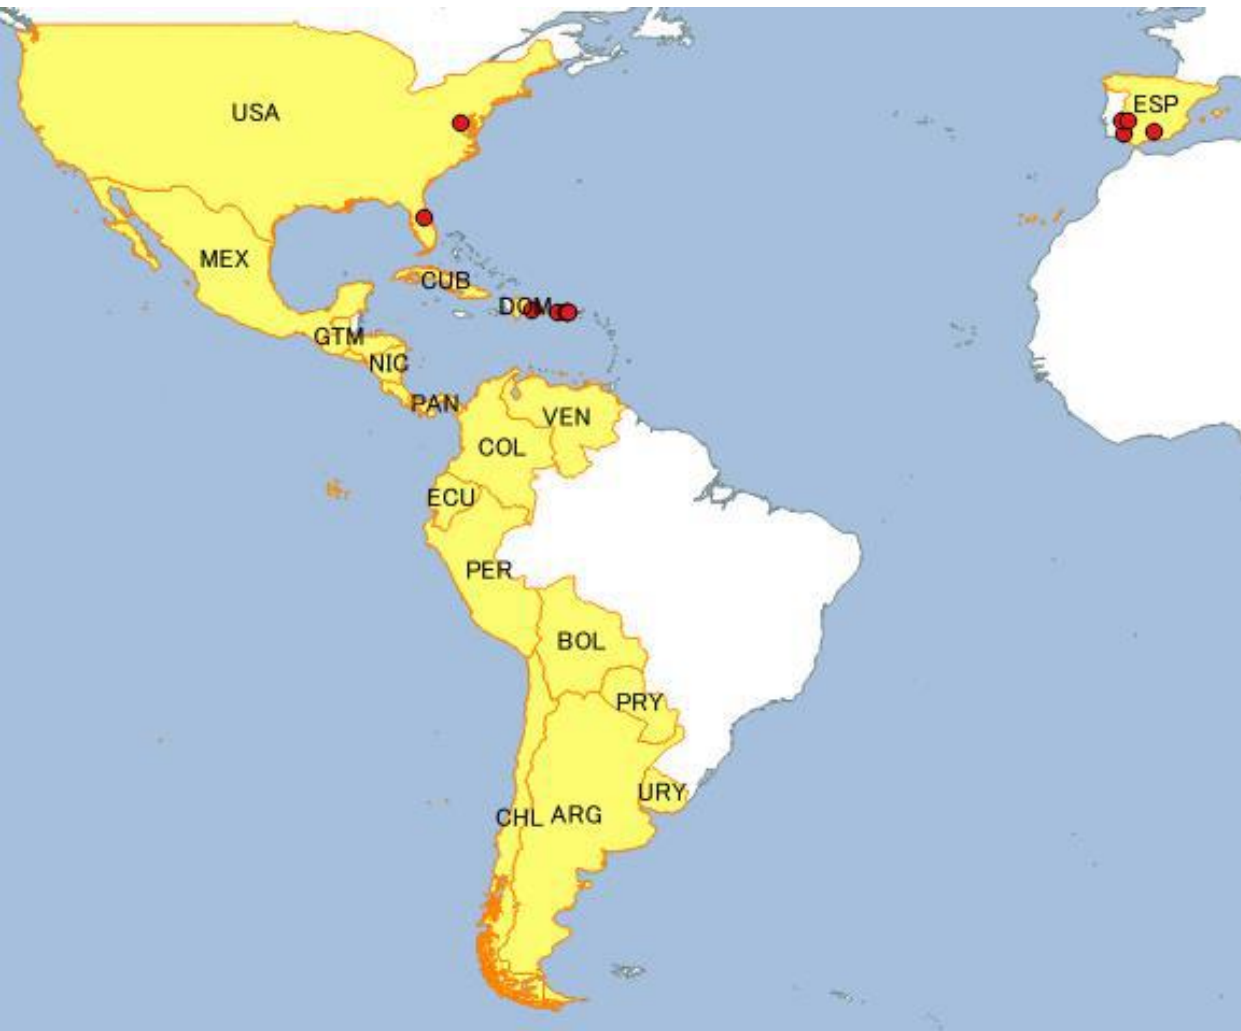 USA
ESP
MEX
CUB
DOM
GTM
NIC
PAN
VEN
COL
ECU
PER
BOL
PRY
URY
CHL
ARG